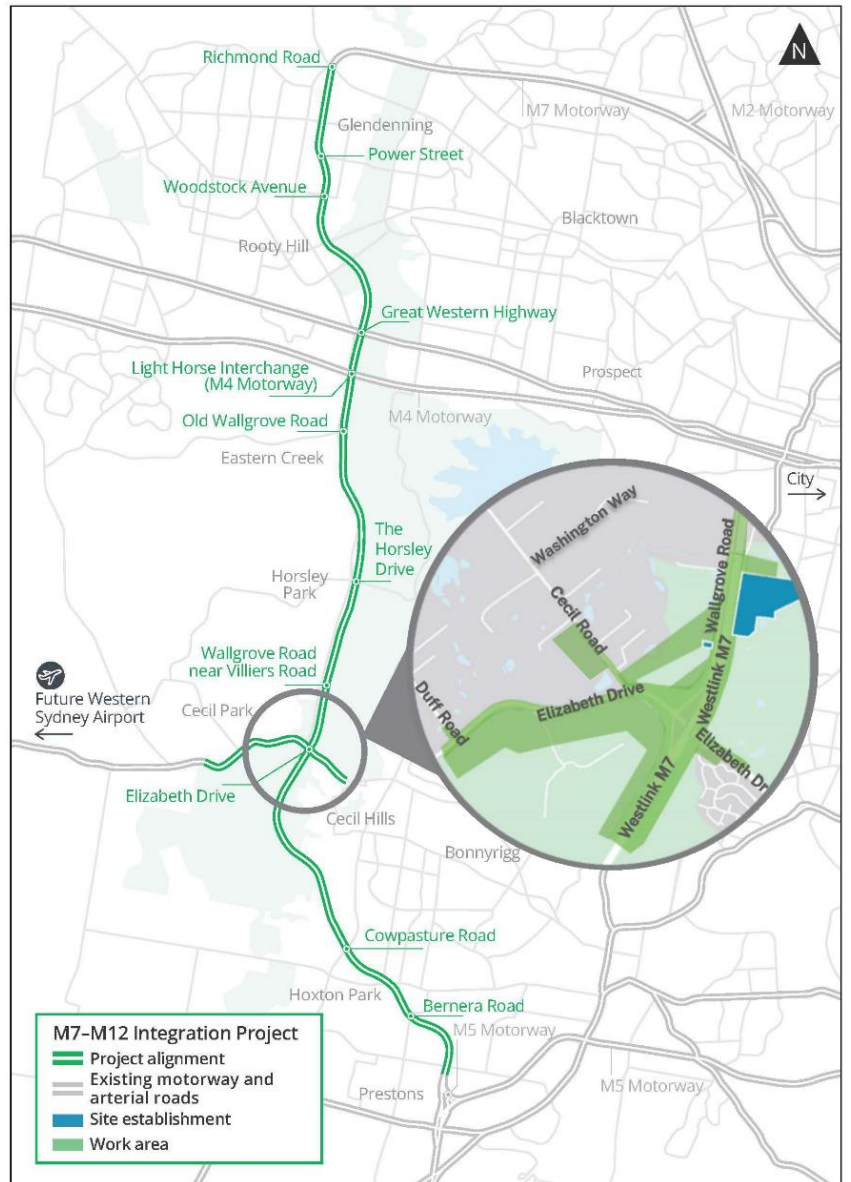 N
Richmond Road
M7 Motorway
M2 Motorway
Glendenning
Power Street
Woodstock Avenue
Blacktown
Rooty Hill
Great Western Highway
Light Horse Interchange
(M4 Motorway)
Prospect
M4 Motorway
Old Wallgrove Road
Eastern Creek
City
Washington Way
The
Horsley
Drive
Horsley
Park
Cecil Road
Wallgrove Road
Wallgrove Road
near Villiers Road
Future Western
Sydney Airport
Cecil Park
Duff Road
Elizabeth Drive
Westlink M7
Elizabeth Dr
Westlink M7
Elizabeth Drive
Cecil Hills
Bonnyrigg
Cowpasture Road
Hoxton Park
Bernera Road
M5 Motorway
M5 Motorway
Prestons
M7–M12 Integration Project
Project alignment
Existing motorway and
arterial roads
Site establishment
Work area